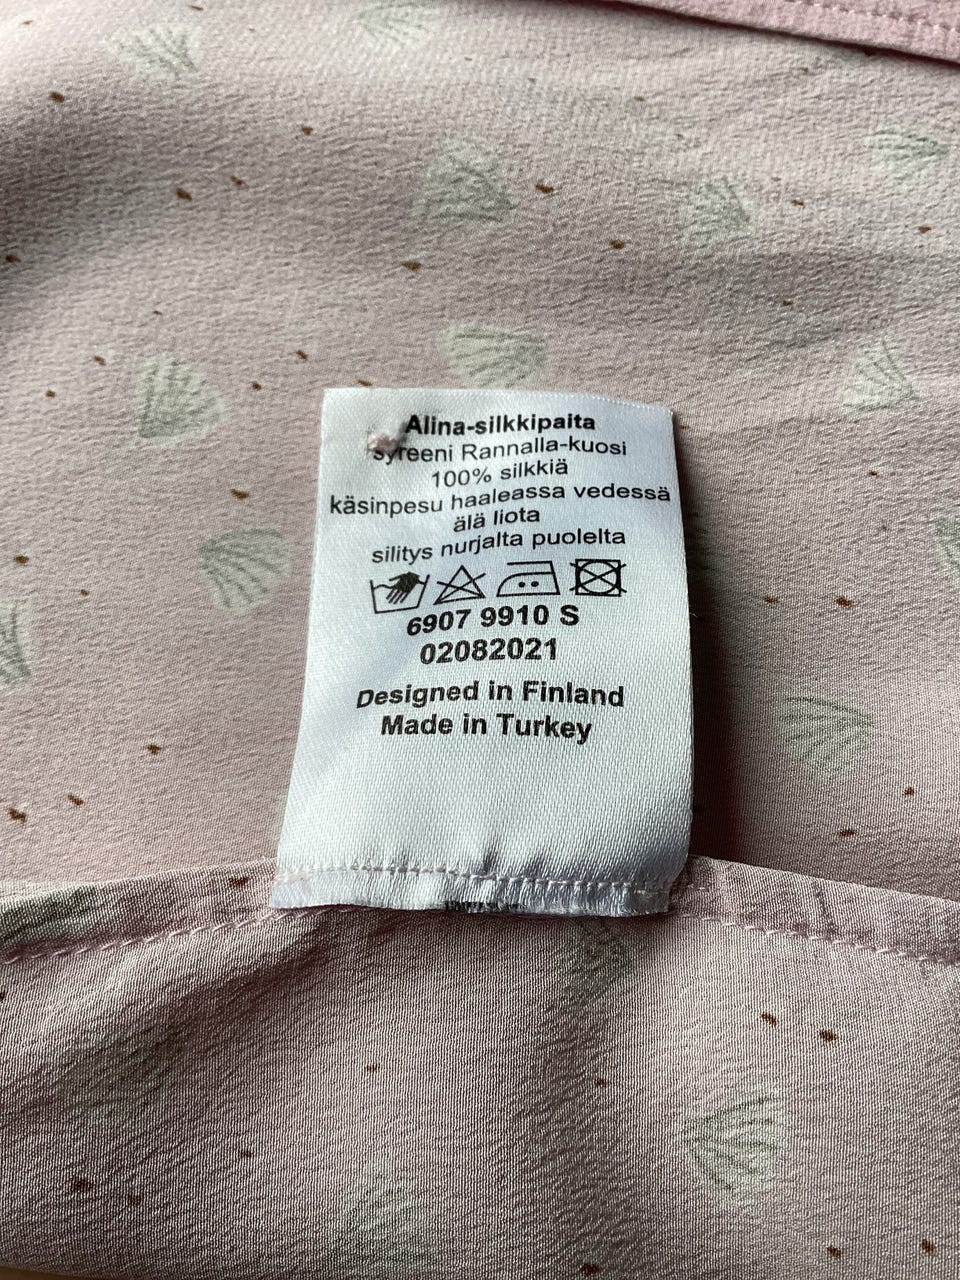 Alina-silkkipaita
syreeni Rannalla-kuosi
100% silkkiä
käsinpesu haaleassa vedessä
älä liota
silitys nurjalta puolelta
6907 9910 S
02082021
Designed in Finland
Made in Turkey